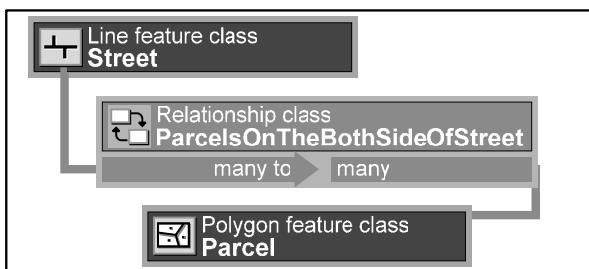 Line feature class
Street
Relationship class
ParcelsOnTheBothSideOfStreet
many to many
Polygon feature class
Parcel